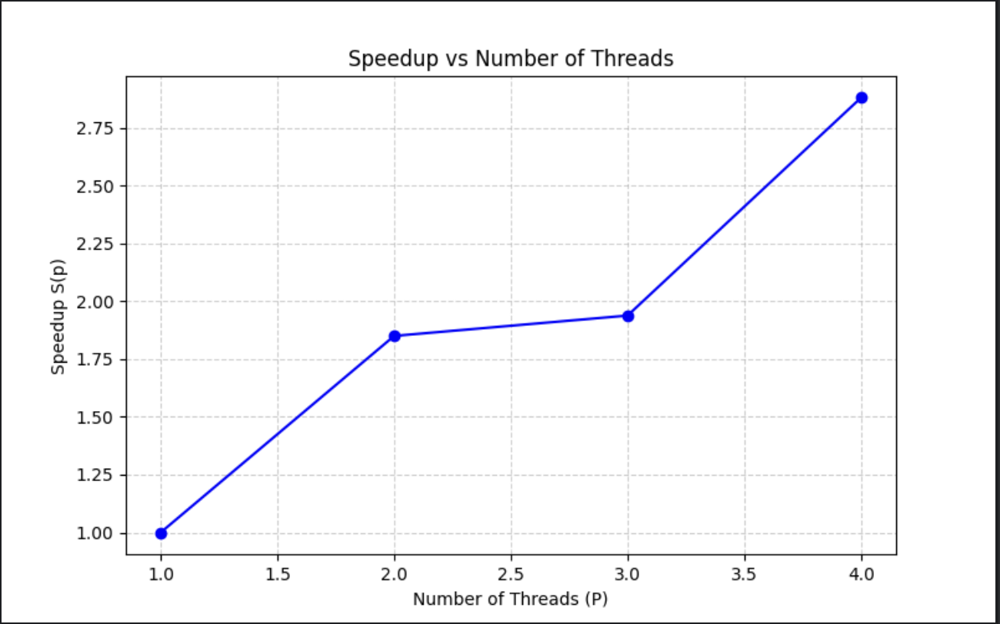 Speedup vs Number of Threads
Speedup S(p)
2.75
2.50
2.25
2.00
1.75
1.50
1.25
1.00
1.0 1.5 2.0 2.5 3.0 3.5 4.0
Number of Threads (P)